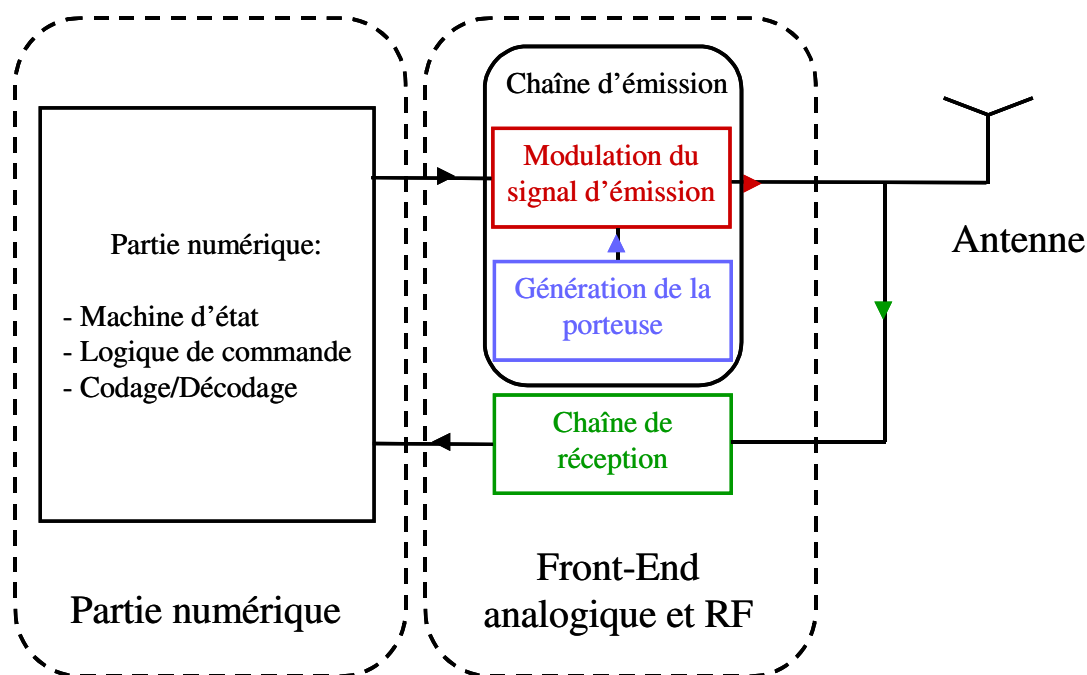 Partie numérique:
- Machine d’état
- Logique de commande
- Codage/Décodage
Partie numérique
Chaîne d’émission
Modulation du
signal d’émission
Génération de la
porteuse
Chaîne de
réception
Front-End
analogique et RF
Antenne